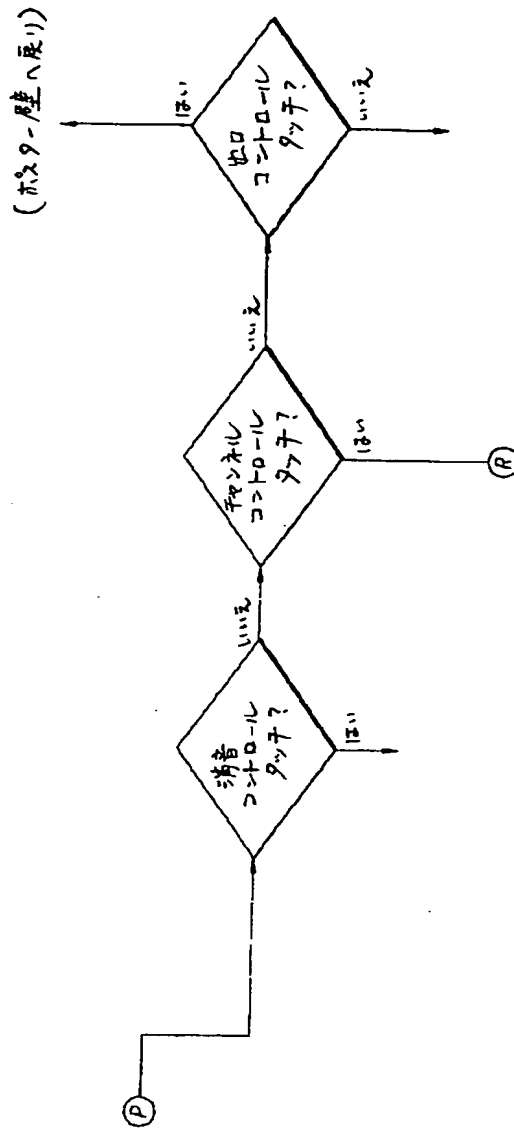 P
消音
コントロール
タッチ?
はい
いいえ
チャンネル
コントロール
タッチ?
はい
R
いいえ
出口
コントロール
タッチ?
はい
(ポスター壁へ戻り)
いいえ